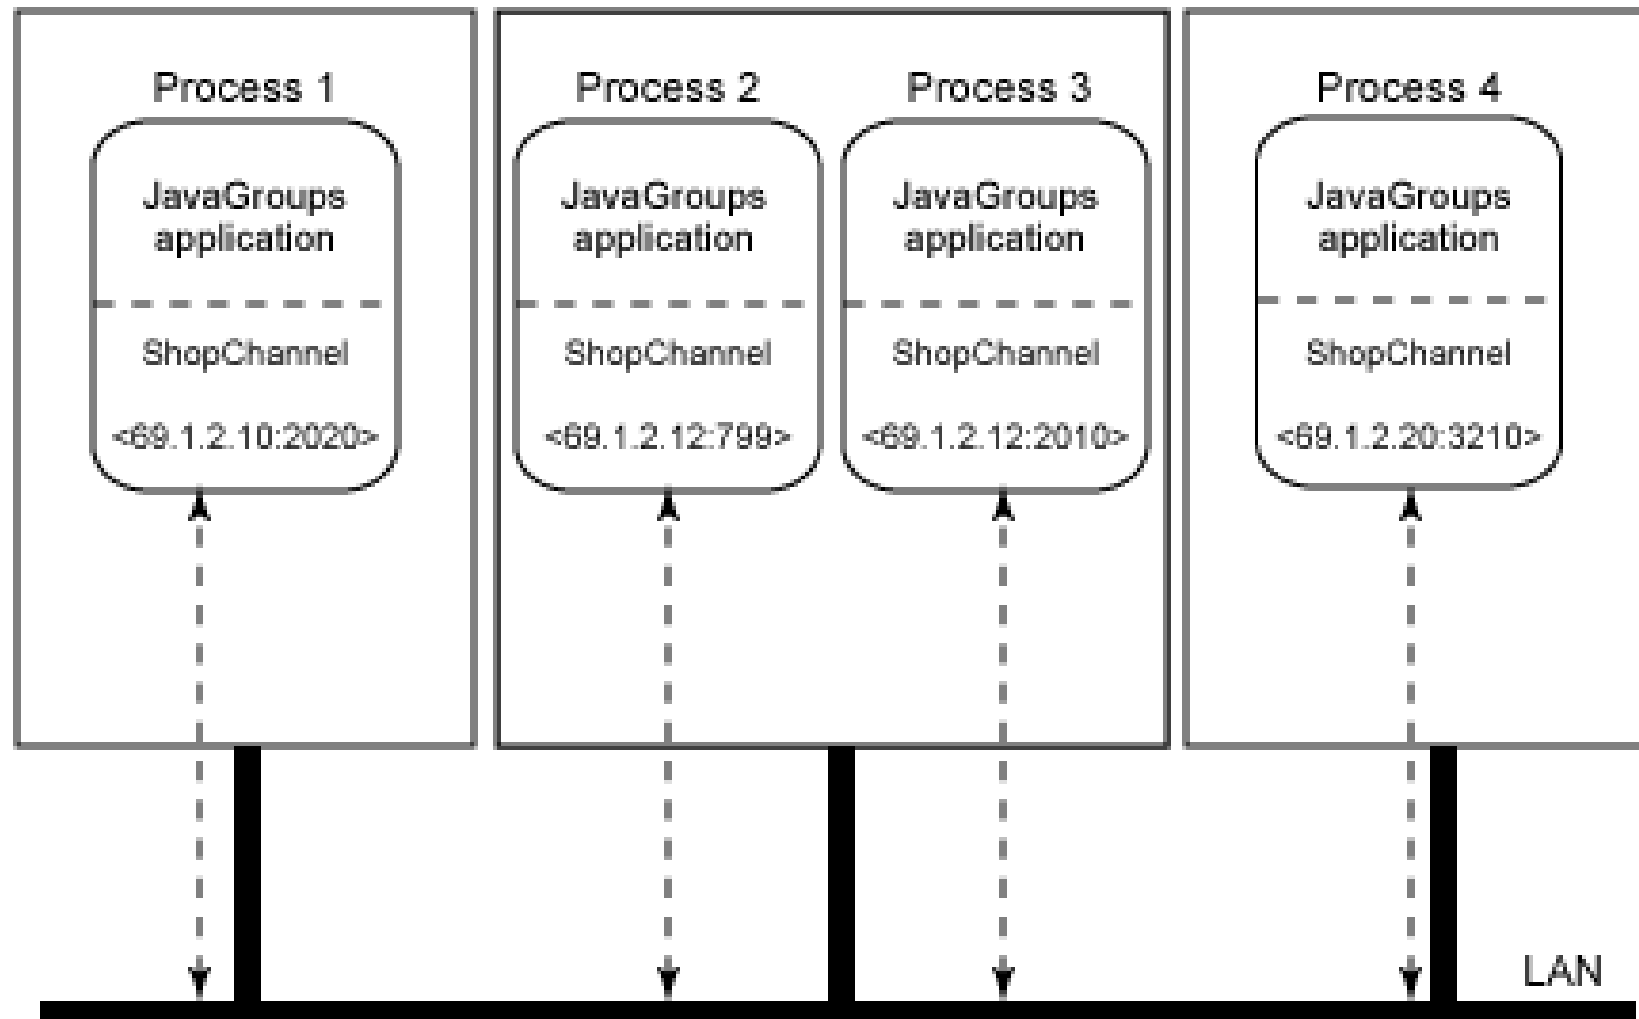 Process 1
JavaGroups
application
ShopChannel
<69.1.2.10:2020>
Process 2
JavaGroups
application
ShopChannel
<69.1.2.12:799>
Process 3
JavaGroups
application
ShopChannel
<69.1.2.12:2010>
Process 4
JavaGroups
application
ShopChannel
<69.1.2.20:3210>
LAN